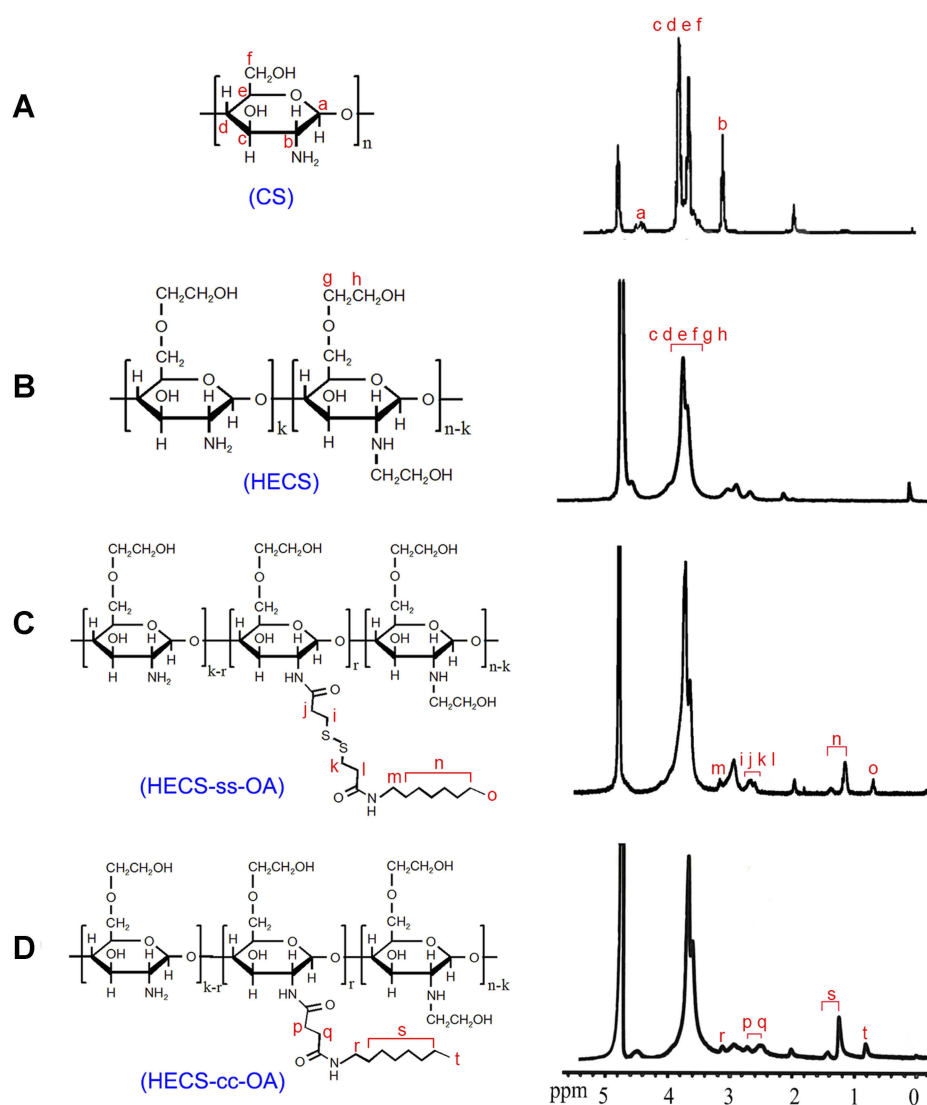 A
f
CH₂OH
e
O
H
OH
H
a
O
d
c
b
H
H
NH₂
n
(CS)
c d e f
b
a
B
CH₂CH₂OH
g h
CH₂CH₂OH
O
O
CH₂
CH₂
H
O
OH
H
O
H
O
OH
H
O
H
NH₂
k
H
NH
n-k
CH₂CH₂OH
(HECS)
c d e f g h
C
CH₂CH₂OH
CH₂CH₂OH
CH₂CH₂OH
O
O
O
CH₂
CH₂
CH₂
H
O
OH
H
O
H
O
OH
H
O
H
O
OH
H
O
H
NH₂
k-r
H
HN
r
H
NH
n-k
O
CH₂CH₂OH
j
i
S
S
k
l
n
m
O
N
H
o
(HECS-ss-OA)
m
i j k l
n
o
D
CH₂CH₂OH
CH₂CH₂OH
CH₂CH₂OH
O
O
O
CH₂
CH₂
CH₂
H
O
OH
H
O
H
O
OH
H
O
H
O
OH
H
O
H
NH₂
k-r
H
HN
r
H
NH
n-k
O
CH₂CH₂OH
p
q
s
r
O
N
H
t
(HECS-cc-OA)
r
p q
s
t
ppm 5 4 3 2 1 0